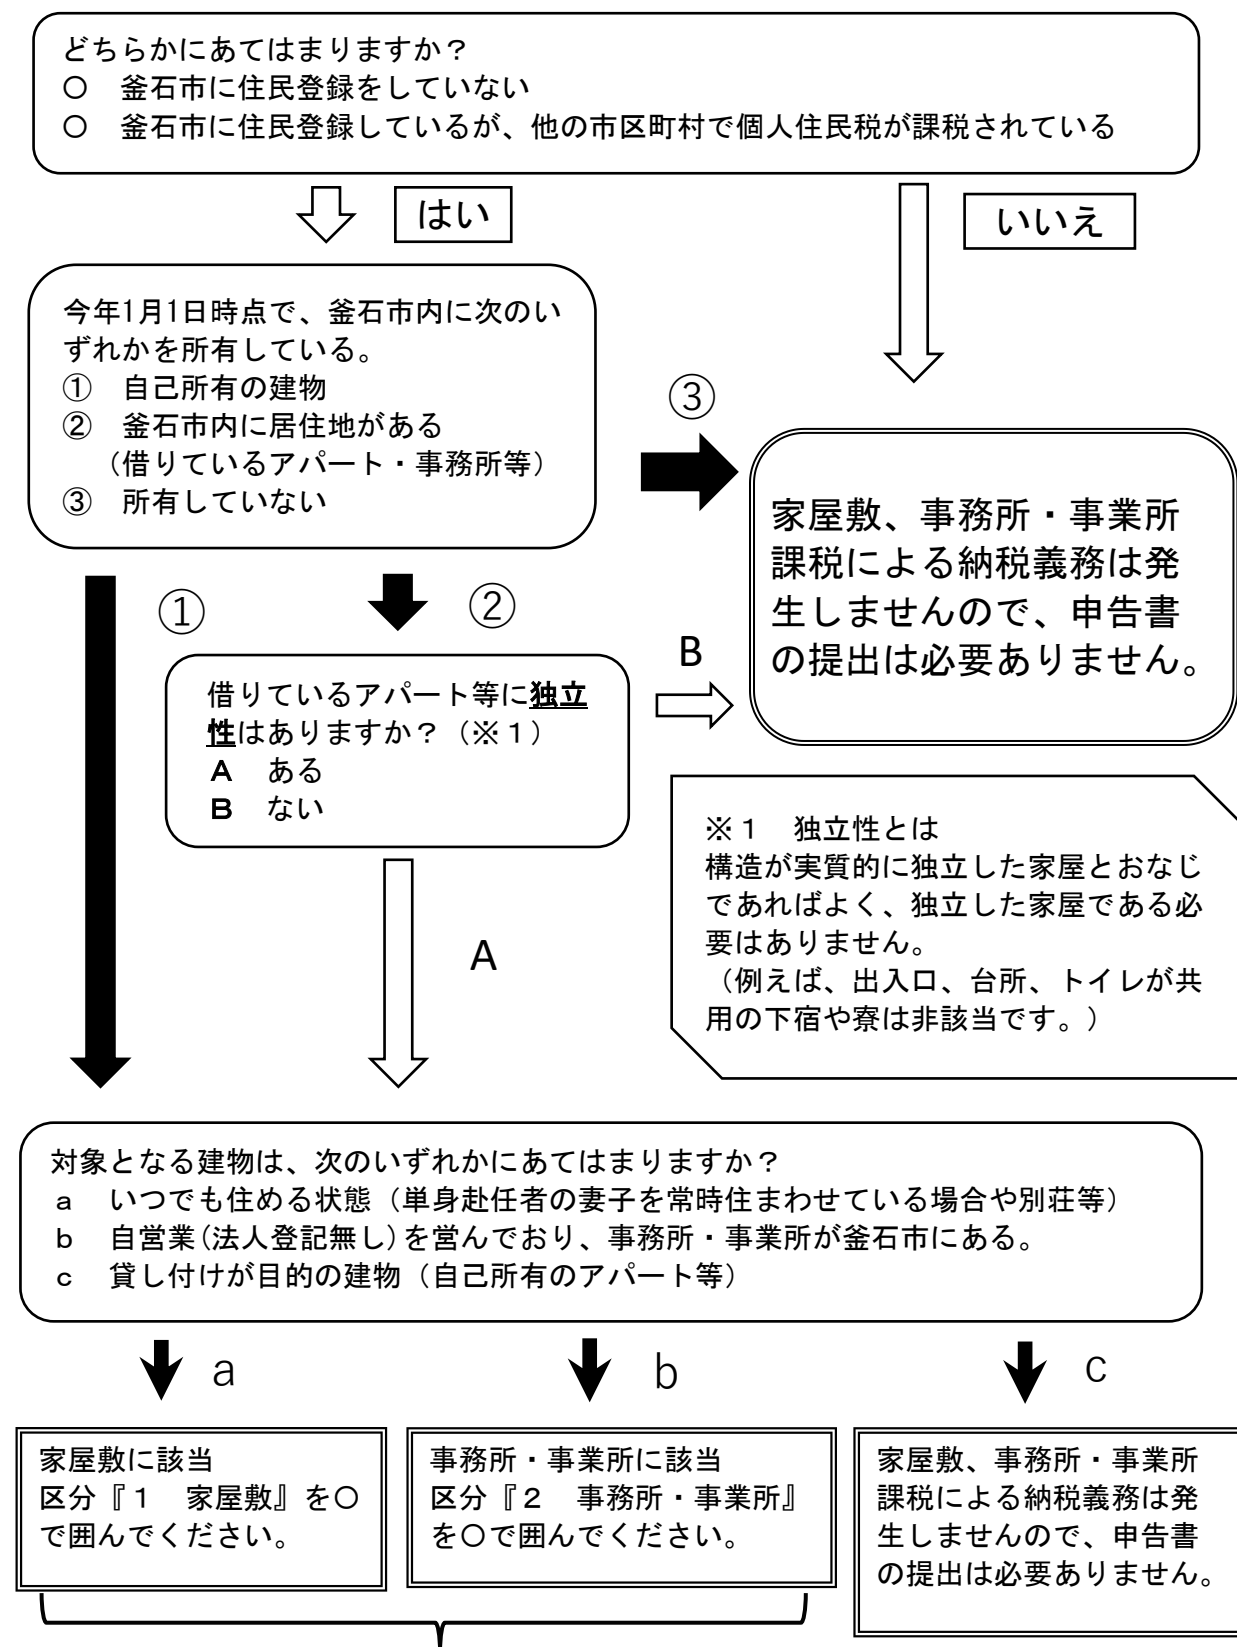 どちらかにあてはまりますか？
○　釜石市に住民登録をしていない
○　釜石市に住民登録しているが、他の市区町村で個人住民税が課税されている
はい
いいえ
今年1月1日時点で、釜石市内に次のい
ずれかを所有している。
①　自己所有の建物
②　釜石市内に居住地がある
（借りているアパート・事務所等）
③　所有していない
③
家屋敷、事務所・事業所
課税による納税義務は発
生しませんので、申告書
の提出は必要ありません。
①
②
借りているアパート等に独立
性はありますか？（※１）
Ａ　ある
Ｂ　ない
B
※１　独立性とは
構造が実質的に独立した家屋とおなじ
であればよく、独立した家屋である必
要はありません。
（例えば、出入口、台所、トイレが共
用の下宿や寮は非該当です。）
A
対象となる建物は、次のいずれかにあてはまりますか？
ａ　いつでも住める状態（単身赴任者の妻子を常時住まわせている場合や別荘等）
ｂ　自営業(法人登記無し)を営んでおり、事務所・事業所が釜石市にある。
ｃ　貸し付けが目的の建物（自己所有のアパート等）
a
b
c
家屋敷に該当
区分『１　家屋敷』を○
で囲んでください。
事務所・事業所に該当
区分『２　事務所・事業所』
を○で囲んでください。
家屋敷、事務所・事業所
課税による納税義務は発
生しませんので、申告書
の提出は必要ありません。